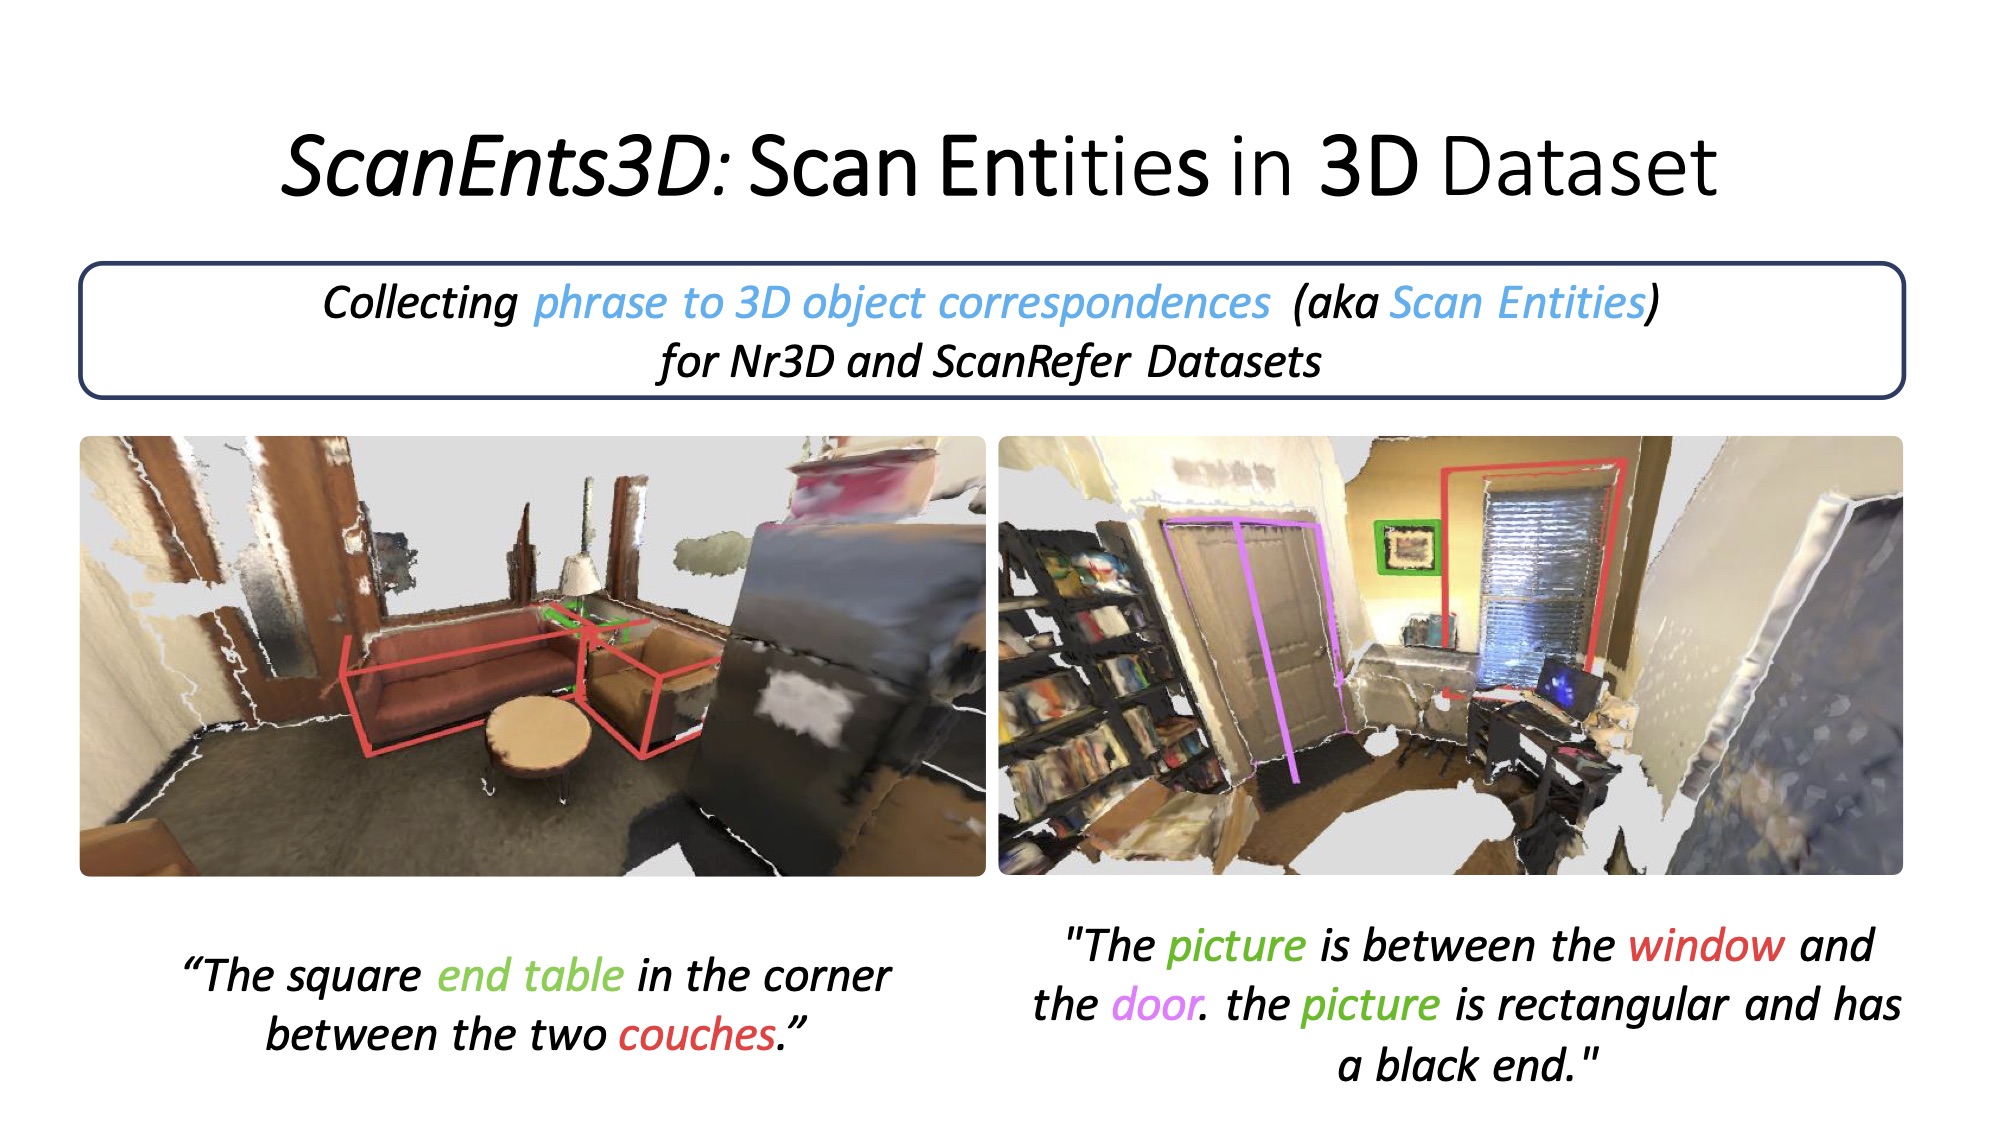 ScanEnts3D: Scan Entities in 3D Dataset
Collecting phrase to 3D object correspondences (aka Scan Entities)
for Nr3D and ScanRefer Datasets
“The square end table in the corner
between the two couches.”
"The picture is between the window and
the door. the picture is rectangular and has
a black end."